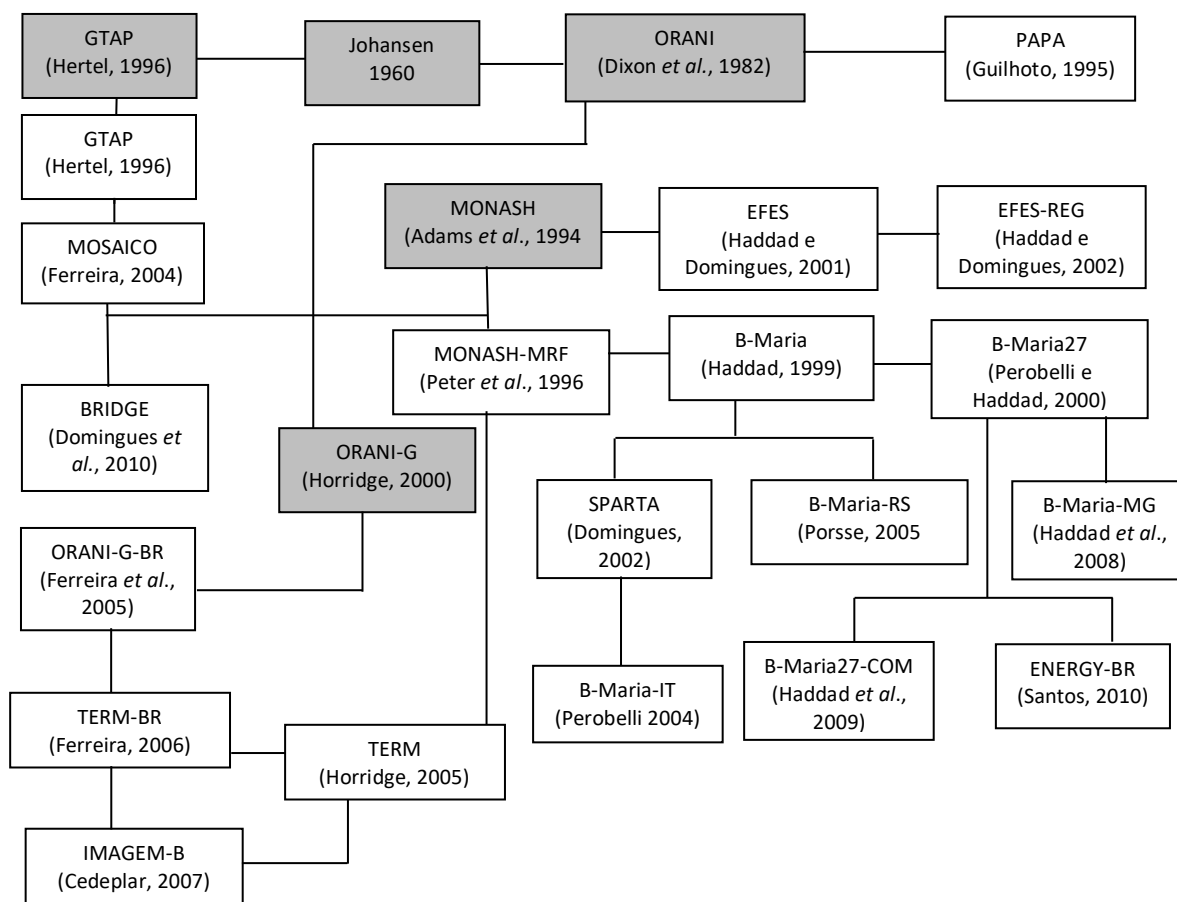 GTAP
(Hertel, 1996)
Johansen
1960
ORANI
(Dixon et al., 1982)
PAPA
(Guilhoto, 1995)
GTAP
(Hertel, 1996)
MONASH
(Adams et al., 1994
EFES
(Haddad e
Domingues, 2001)
EFES-REG
(Haddad e
Domingues, 2002)
MOSAICO
(Ferreira, 2004)
MONASH-MRF
(Peter et al., 1996
B-Maria
(Haddad, 1999)
B-Maria27
(Perobelli e
Haddad, 2000)
BRIDGE
(Domingues et
al., 2010)
ORANI-G
(Horridge, 2000)
SPARTA
(Domingues,
2002)
B-Maria-RS
(Porsse, 2005
B-Maria-MG
(Haddad et al.,
2008)
ORANI-G-BR
(Ferreira et al.,
2005)
B-Maria-IT
(Perobelli 2004)
B-Maria27-COM
(Haddad et al.,
2009)
ENERGY-BR
(Santos, 2010)
TERM-BR
(Ferreira, 2006)
TERM
(Horridge, 2005)
IMAGEM-B
(Cedeplar, 2007)